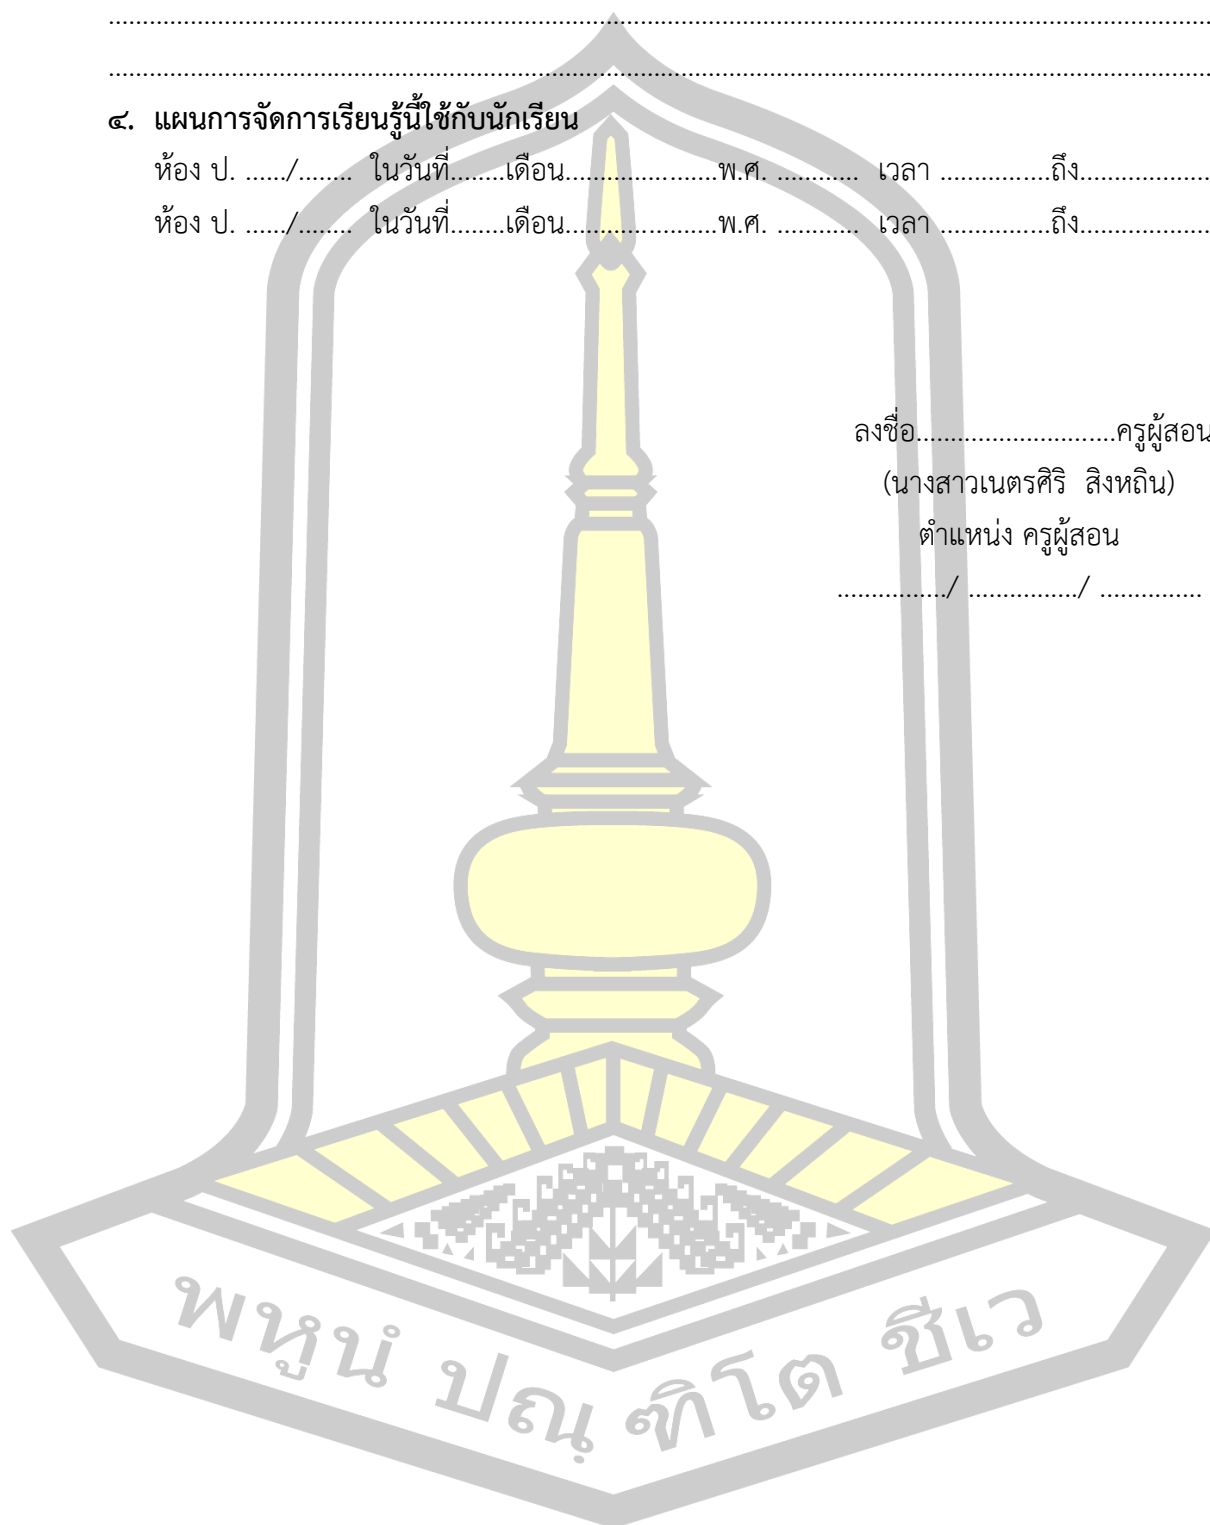 ................................................................................................................................................................
................................................................................................................................................................
๔. แผนการจัดการเรียนรู้นี้ใช้กับนักเรียน
ห้อง ป. ....../........ ในวันที่........เดือน......................พ.ศ. ............ เวลา ................ถึง...................
ห้อง ป. ....../........ ในวันที่........เดือน......................พ.ศ. ............ เวลา ................ถึง...................
ลงชื่อ.............................ครูผู้สอน
(นางสาวเนตรศิริ สิงหถิน)
ตำแหน่ง ครูผู้สอน
................/ ................/ ...............
พหูนํ ปณฺฑิโต ชีเว